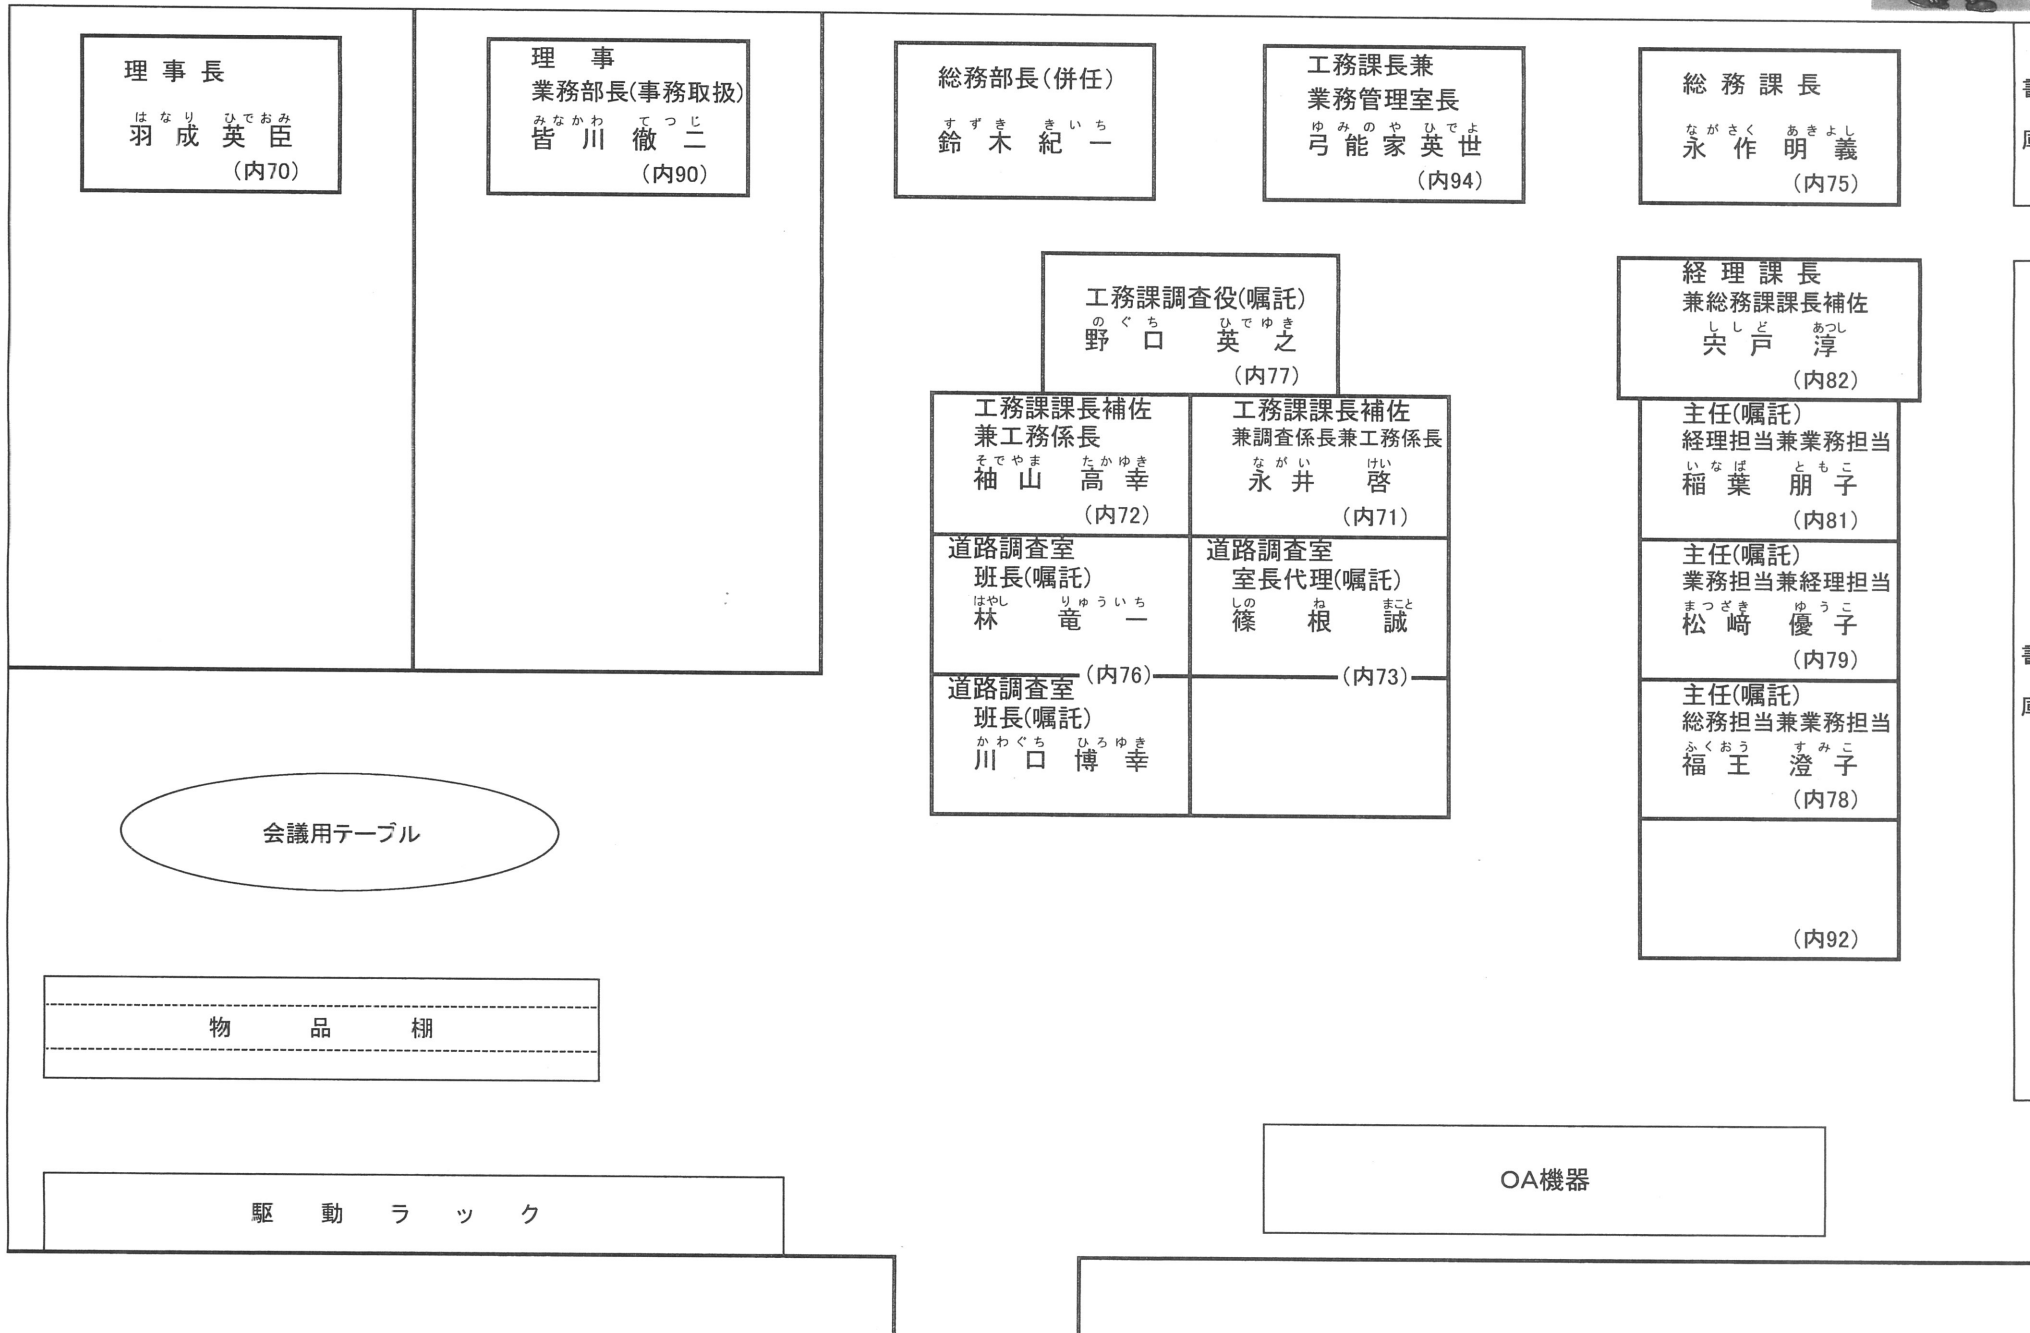 理事長
はなり ひでおみ
羽成 英臣
(内70)
理 事
業務部長(事務取扱)
みなかわ てつじ
皆川 徹二
(内90)
総務部長(併任)
すずき きいち
鈴木 紀一
工務課長兼
業務管理室長
ゆみのや ひでよ
弓能家英世
(内94)
総務課長
ながさく あきよし
永作 明義
(内75)
工務課調査役(嘱託)
のぐち ひでゆき
野口 英之
(内77)
工務課課長補佐
兼工務係長
そでやま たかゆき
袖山 高幸
(内72)
工務課課長補佐
兼調査係長兼工務係長
ながい けい
永井 啓
(内71)
道路調査室
班長(嘱託)
はやし りゅういち
林 竜一
(内76)
道路調査室
室長代理(嘱託)
しのね まこと
篠根 誠
(内73)
道路調査室
班長(嘱託)
かわぐち ひろゆき
川口 博幸
経理課長
兼総務課課長補佐
ししど あつし
宍戸 淳
(内82)
主任(嘱託)
経理担当兼業務担当
いなば ともこ
稲葉 朋子
(内81)
主任(嘱託)
業務担当兼経理担当
まつざき ゆうこ
松﨑 優子
(内79)
主任(嘱託)
総務担当兼業務担当
ふくおう すみこ
福王 澄子
(内78)
(内92)
会議用テーブル
物 品 棚
駆動ラック
OA機器